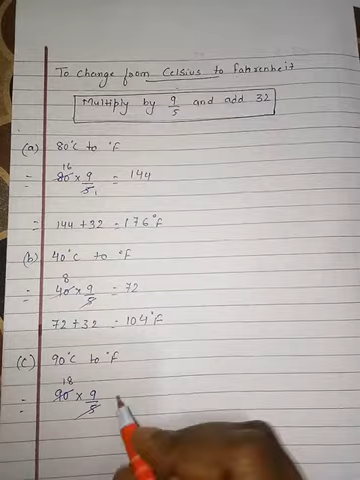 To change from Celsius to Fahrenheit
Multiply by 9/5 and add 32
(a) 80°C to °F
16
= 80 × 9/5 1 = 144
= 144 + 32 = 176°F
(b) 40°C to °F
8
= 40 × 9/5 = 72
72 + 32 = 104°F
(C) 90°C to °F
18
= 90 × 9/5